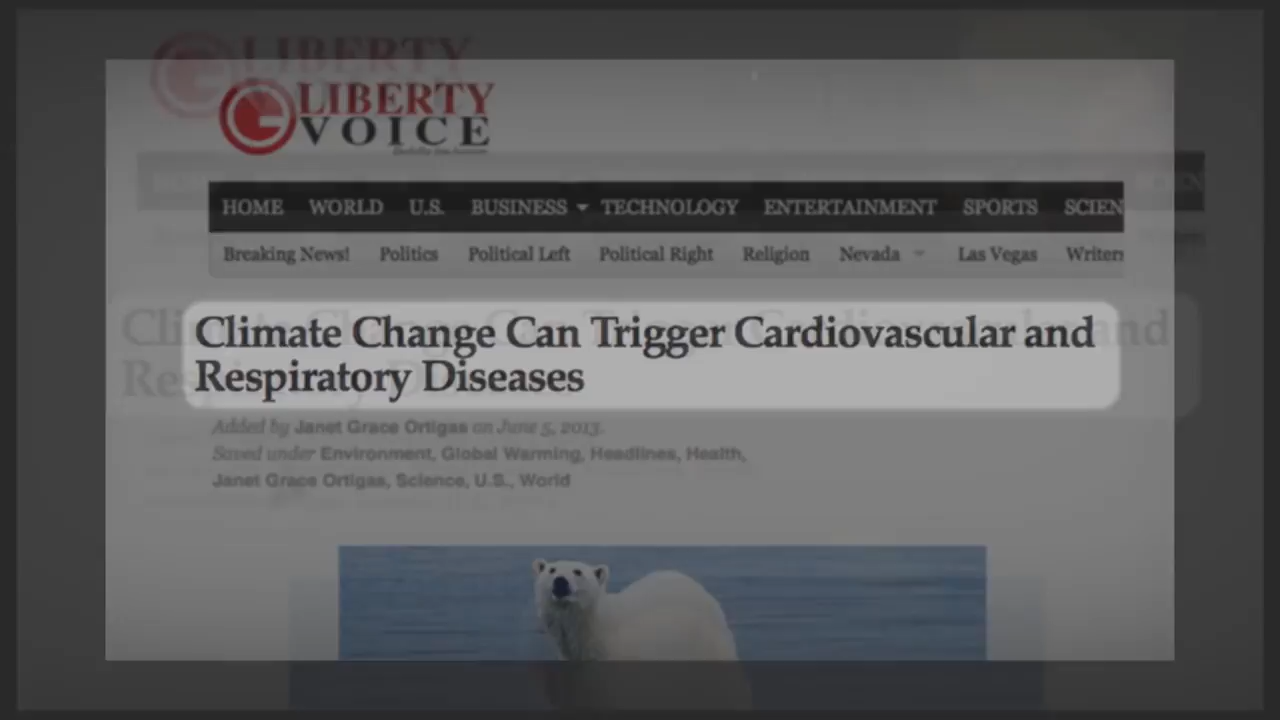 LIBERTY
VOICE
HOME WORLD U.S. BUSINESS TECHNOLOGY ENTERTAINMENT SPORTS SCIEN
Breaking News! Politics Political Left Political Right Religion Nevada Las Vegas Writers
Climate Change Can Trigger Cardiovascular and
Respiratory Diseases
Added by Janet Grace Ortigas on June 5, 2013.
Saved under Environment, Global Warming, Headlines, Health,
Janet Grace Ortigas, Science, U.S., World